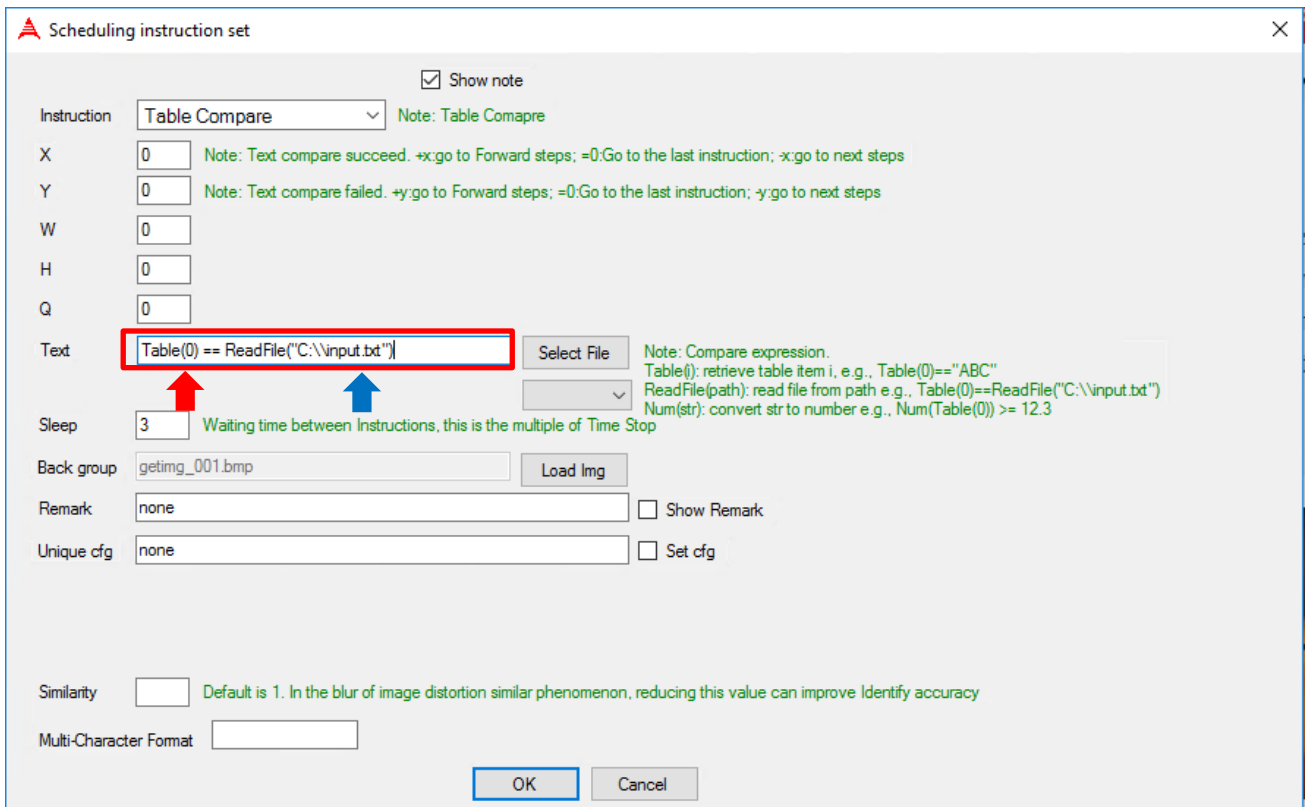 Scheduling instruction set
Show note
Instruction Table Compare Note: Table Comapre
X 0 Note: Text compare succeed. +x:go to Forward steps; =0:Go to the last instruction; -x:go to next steps
Y 0 Note: Text compare failed. +y:go to Forward steps; =0:Go to the last instruction; -y:go to next steps
W 0
H 0
Q 0
Text Table(0) == ReadFile("C:\\input.txt") Select File Note: Compare expression.
Table(i): retrieve table item i, e.g., Table(0)=="ABC"
ReadFile(path): read file from path e.g., Table(0)==ReadFile("C:\\input.txt")
Num(str): convert str to number e.g., Num(Table(0)) >= 12.3
Sleep 3 Waiting time between Instructions, this is the multiple of Time Stop
Back group getimg_001.bmp Load Img
Remark none Show Remark
Unique cfg none Set cfg
Similarity Default is 1. In the blur of image distortion similar phenomenon, reducing this value can improve Identify accuracy
Multi-Character Format
OK Cancel